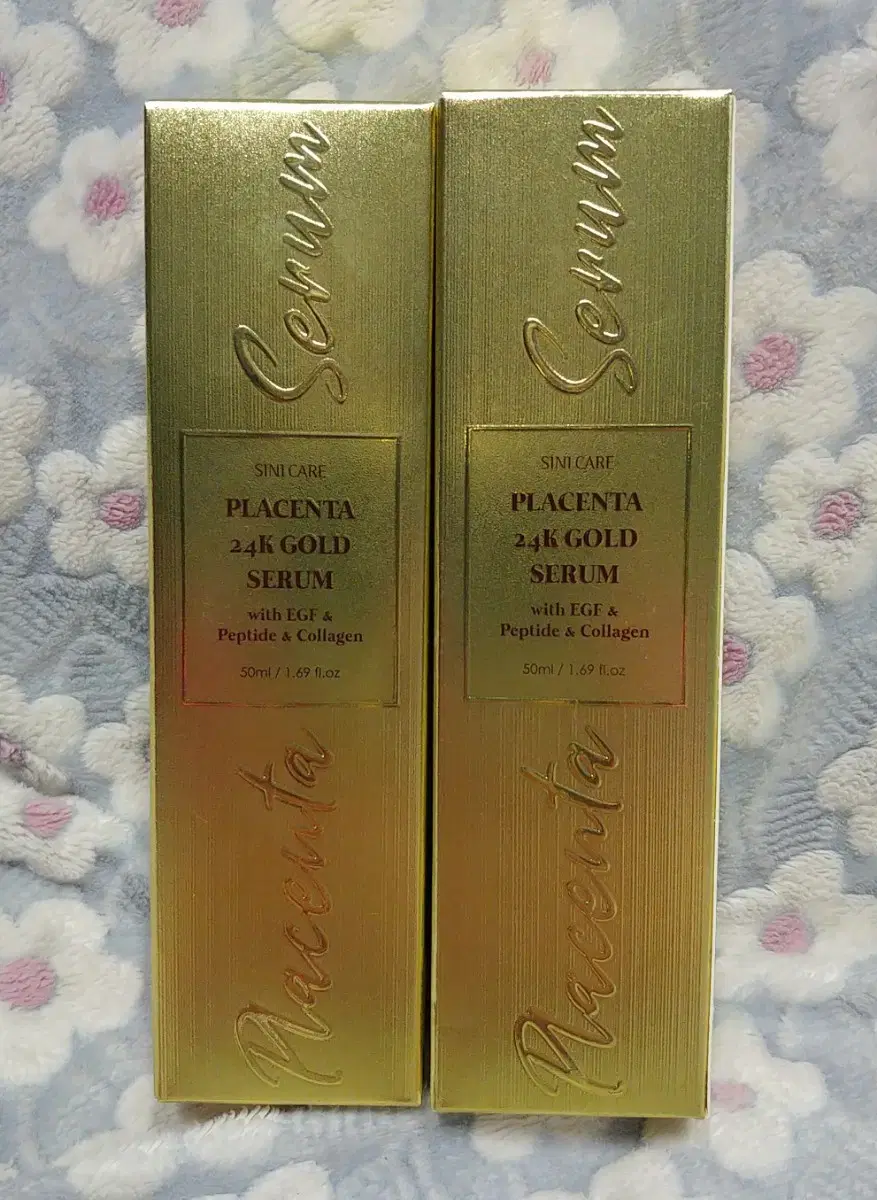 Serum
SINI CARE
PLACENTA
24K GOLD
SERUM
with EGF &
Peptide & Collagen
50ml / 1.69 fl.oz
Placenta
Serum
SINI CARE
PLACENTA
24K GOLD
SERUM
with EGF &
Peptide & Collagen
50ml / 1.69 fl.oz
Placenta